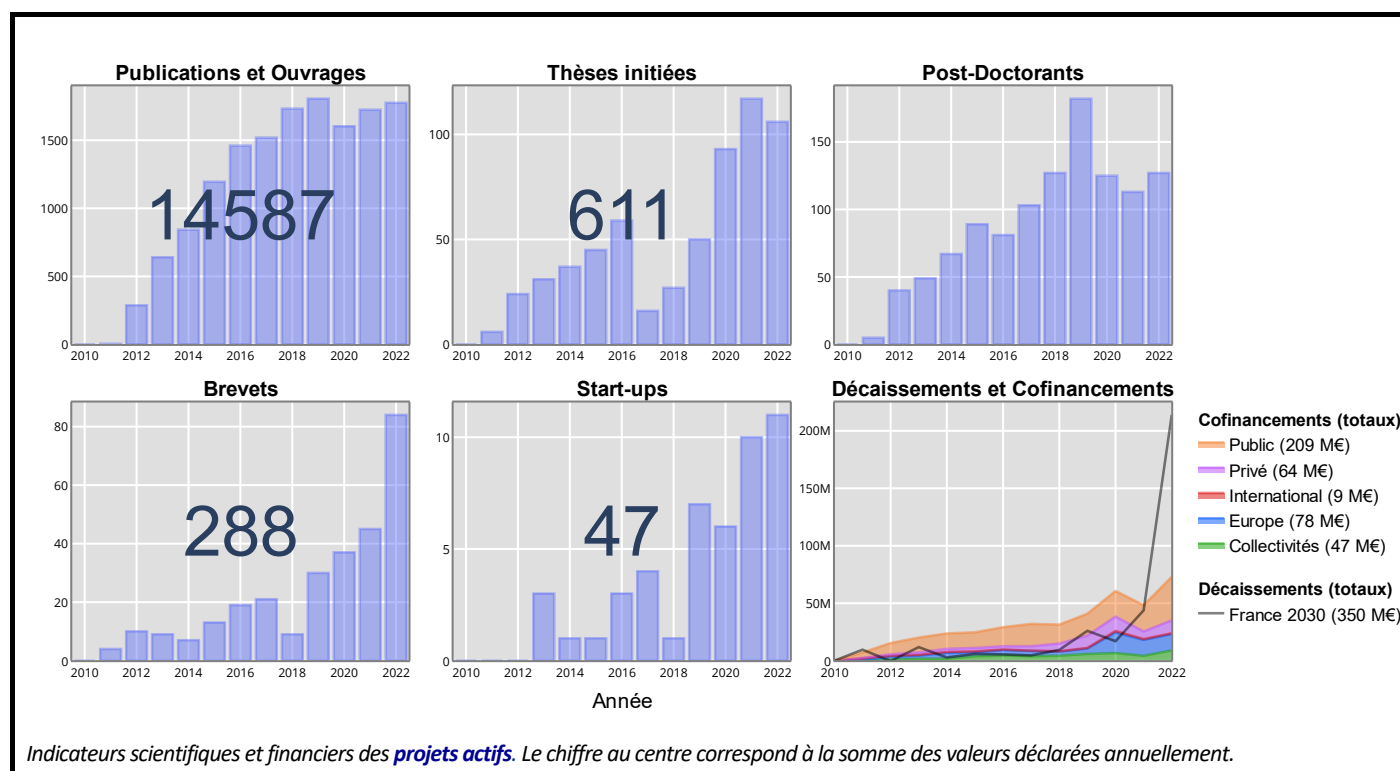 Publications et Ouvrages
Thèses initiées
Post-Doctorants
1500
1000
500
0
14587
2010 2012 2014 2016 2018 2020 2022
100
50
0
611
2010 2012 2014 2016 2018 2020 2022
150
100
50
0
2010 2012 2014 2016 2018 2020 2022
Brevets
Start-ups
Décaissements et Cofinancements
80
60
40
20
0
288
2010 2012 2014 2016 2018 2020 2022
10
5
0
47
2010 2012 2014 2016 2018 2020 2022
Année
200M
150M
100M
50M
0
2010 2012 2014 2016 2018 2020 2022
Cofinancements (totaux)
Public (209 M€)
Privé (64 M€)
International (9 M€)
Europe (78 M€)
Collectivités (47 M€)
Décaissements (totaux)
France 2030 (350 M€)
Indicateurs scientifiques et financiers des projets actifs. Le chiffre au centre correspond à la somme des valeurs déclarées annuellement.